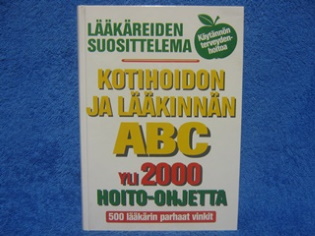 LÄÄKÄREIDEN
SUOSITTELEMA
Käytännön
terveyden-
hoitoa
KOTIHOIDON
JA LÄÄKINNÄN
ABC
YLI 2000
HOITO-OHJETTA
500 lääkärin parhaat vinkit